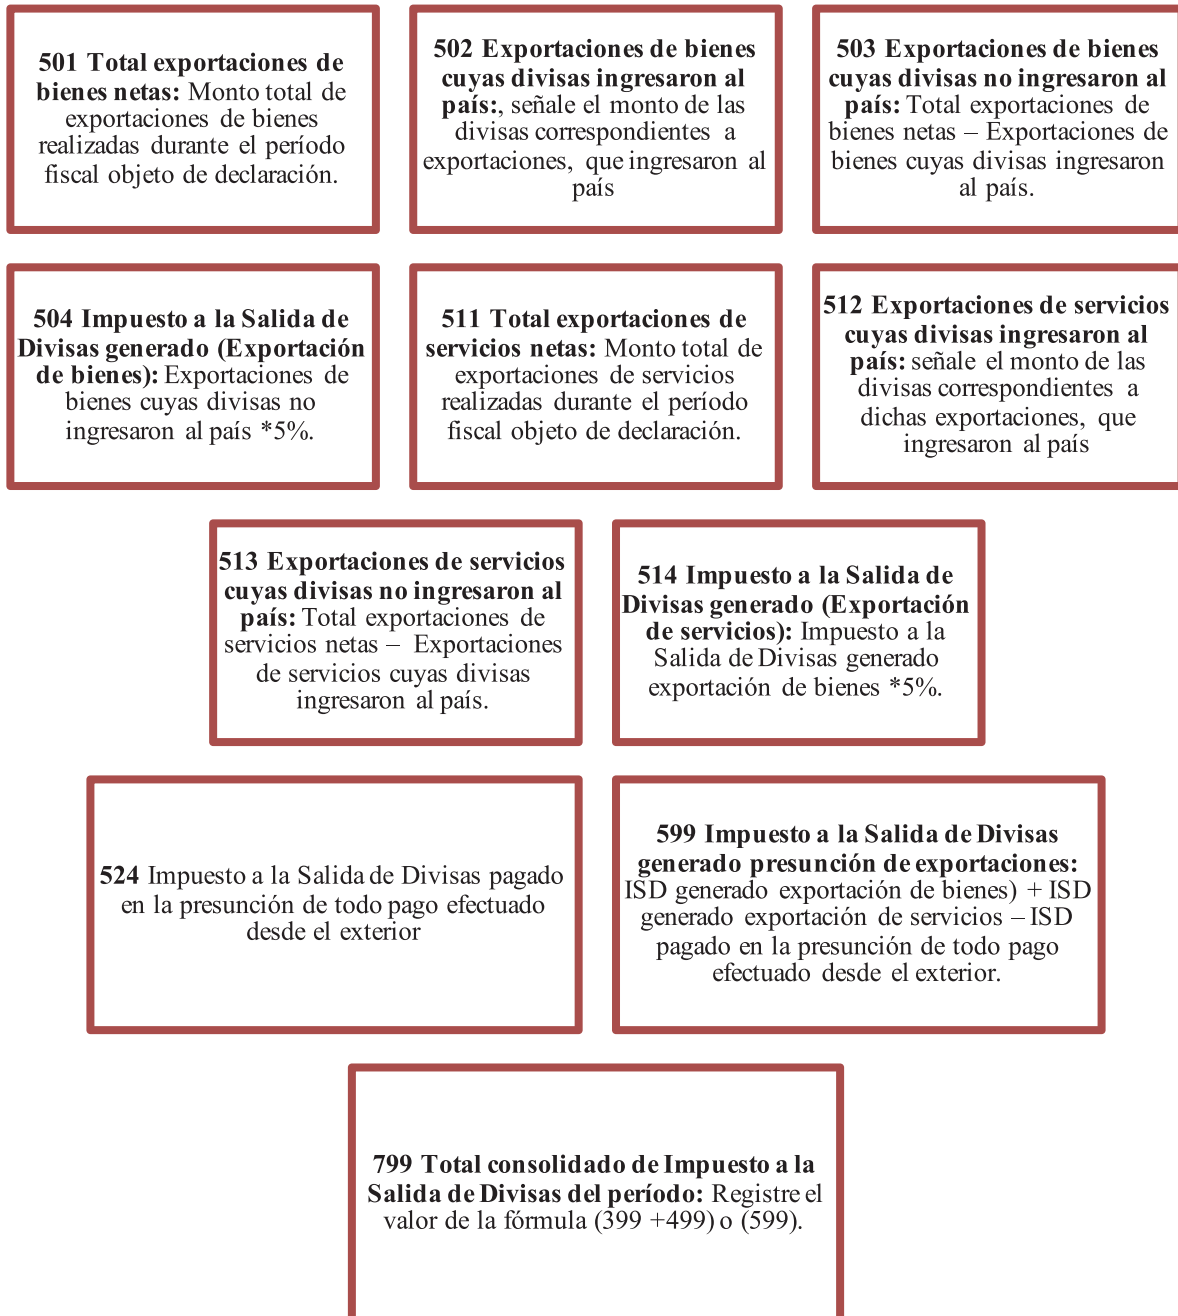 501 Total exportaciones de
bienes netas: Monto total de
exportaciones de bienes
realizadas durante el período
fiscal objeto de declaración.
502 Exportaciones de bienes
cuyas divisas ingresaron al
país:, señale el monto de las
divisas correspondientes a
exportaciones, que ingresaron al
país
503 Exportaciones de bienes
cuyas divisas no ingresaron al
país: Total exportaciones de
bienes netas – Exportaciones de
bienes cuyas divisas ingresaron
al país.
504 Impuesto a la Salida de
Divisas generado (Exportación
de bienes): Exportaciones de
bienes cuyas divisas no
ingresaron al país *5%.
511 Total exportaciones de
servicios netas: Monto total de
exportaciones de servicios
realizadas durante el período
fiscal objeto de declaración.
512 Exportaciones de servicios
cuyas divisas ingresaron al
país: señale el monto de las
divisas correspondientes a
dichas exportaciones, que
ingresaron al país
513 Exportaciones de servicios
cuyas divisas no ingresaron al
país: Total exportaciones de
servicios netas – Exportaciones
de servicios cuyas divisas
ingresaron al país.
514 Impuesto a la Salida de
Divisas generado (Exportación
de servicios): Impuesto a la
Salida de Divisas generado
exportación de bienes *5%.
524 Impuesto a la Salida de Divisas pagado
en la presunción de todo pago efectuado
desde el exterior
599 Impuesto a la Salida de Divisas
generado presunción de exportaciones:
ISD generado exportación de bienes) + ISD
generado exportación de servicios – ISD
pagado en la presunción de todo pago
efectuado desde el exterior.
799 Total consolidado de Impuesto a la
Salida de Divisas del período: Registre el
valor de la fórmula (399 +499) o (599).